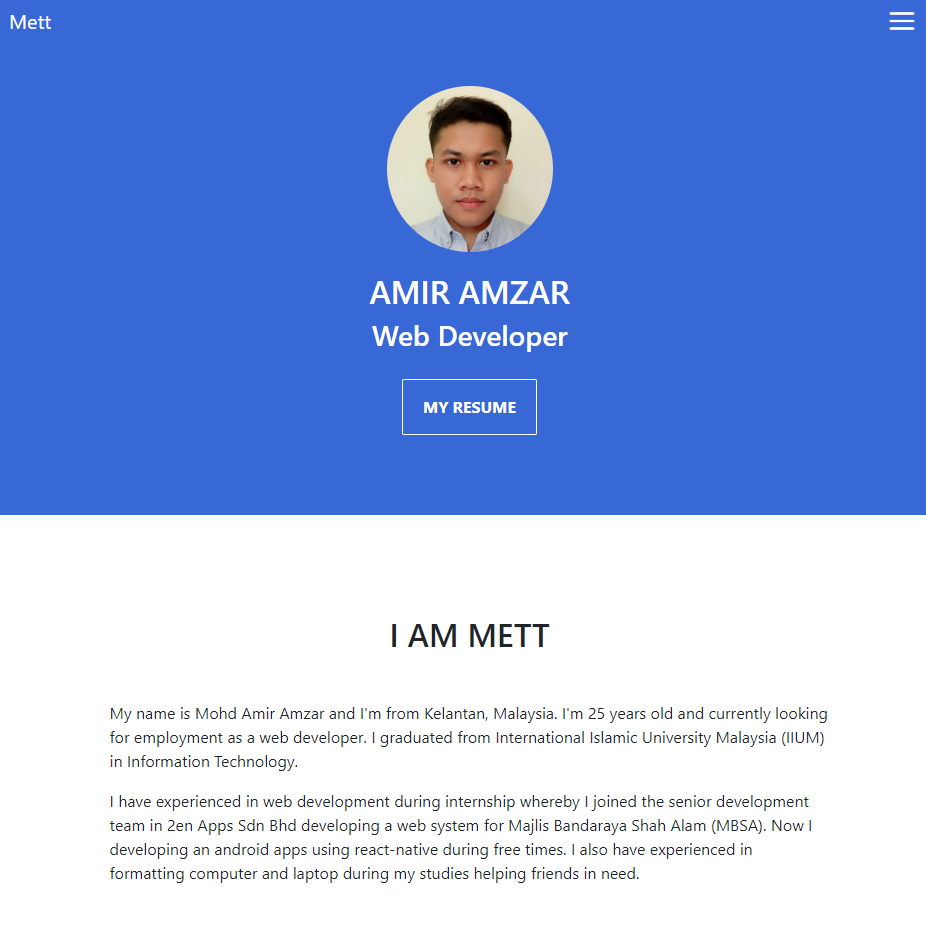 Mett
AMIR AMZAR
Web Developer
MY RESUME
I AM METT
My name is Mohd Amir Amzar and I'm from Kelantan, Malaysia. I'm 25 years old and currently looking
for employment as a web developer. I graduated from International Islamic University Malaysia (IIUM)
in Information Technology.
I have experienced in web development during internship whereby I joined the senior development
team in 2en Apps Sdn Bhd developing a web system for Majlis Bandaraya Shah Alam (MBSA). Now I
developing an android apps using react-native during free times. I also have experienced in
formatting computer and laptop during my studies helping friends in need.